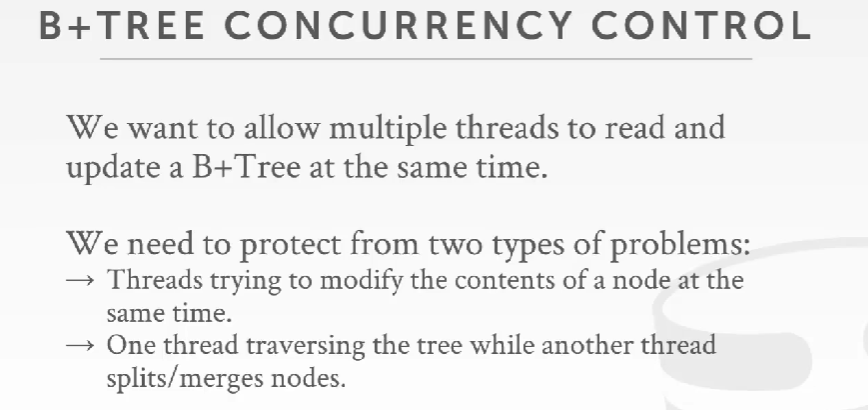 B+TREE CONCURRENCY CONTROL
We want to allow multiple threads to read and
update a B+Tree at the same time.
We need to protect from two types of problems:
→ Threads trying to modify the contents of a node at the
same time.
→ One thread traversing the tree while another thread
splits/merges nodes.